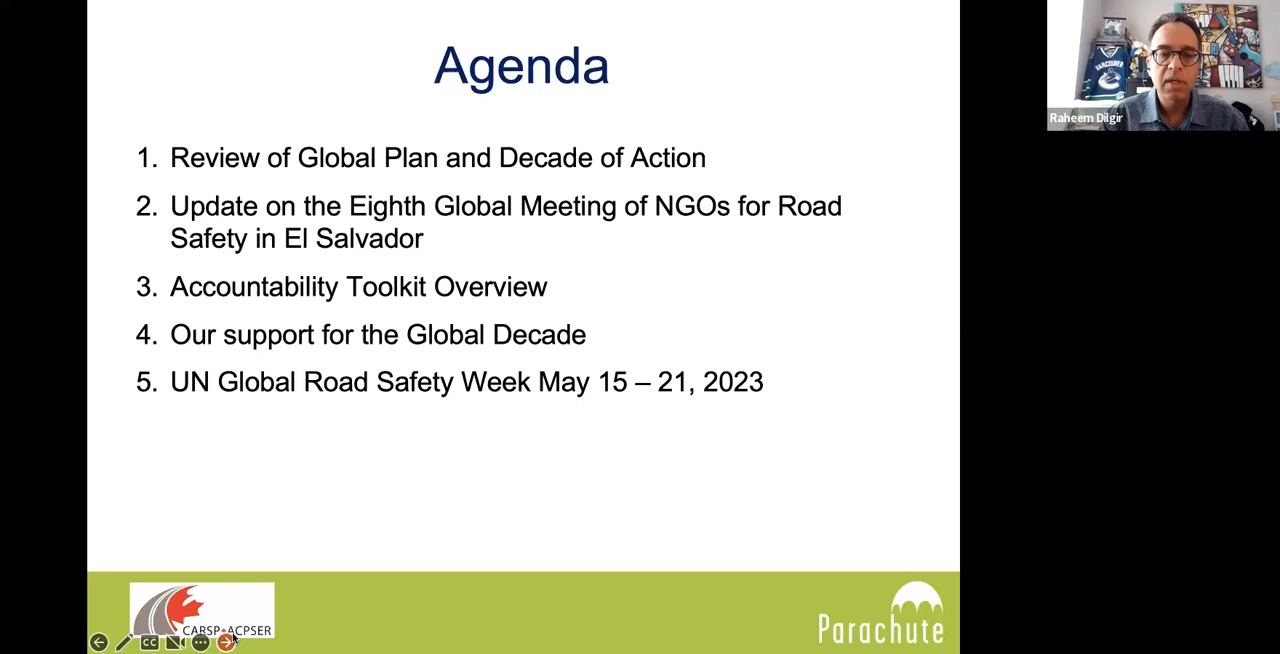 Agenda
1. Review of Global Plan and Decade of Action
2. Update on the Eighth Global Meeting of NGOs for Road
Safety in El Salvador
3. Accountability Toolkit Overview
4. Our support for the Global Decade
5. UN Global Road Safety Week May 15 – 21, 2023
CARSP•ACPSER
CC
Parachute
VANCOUVER
Raheem Dilgir